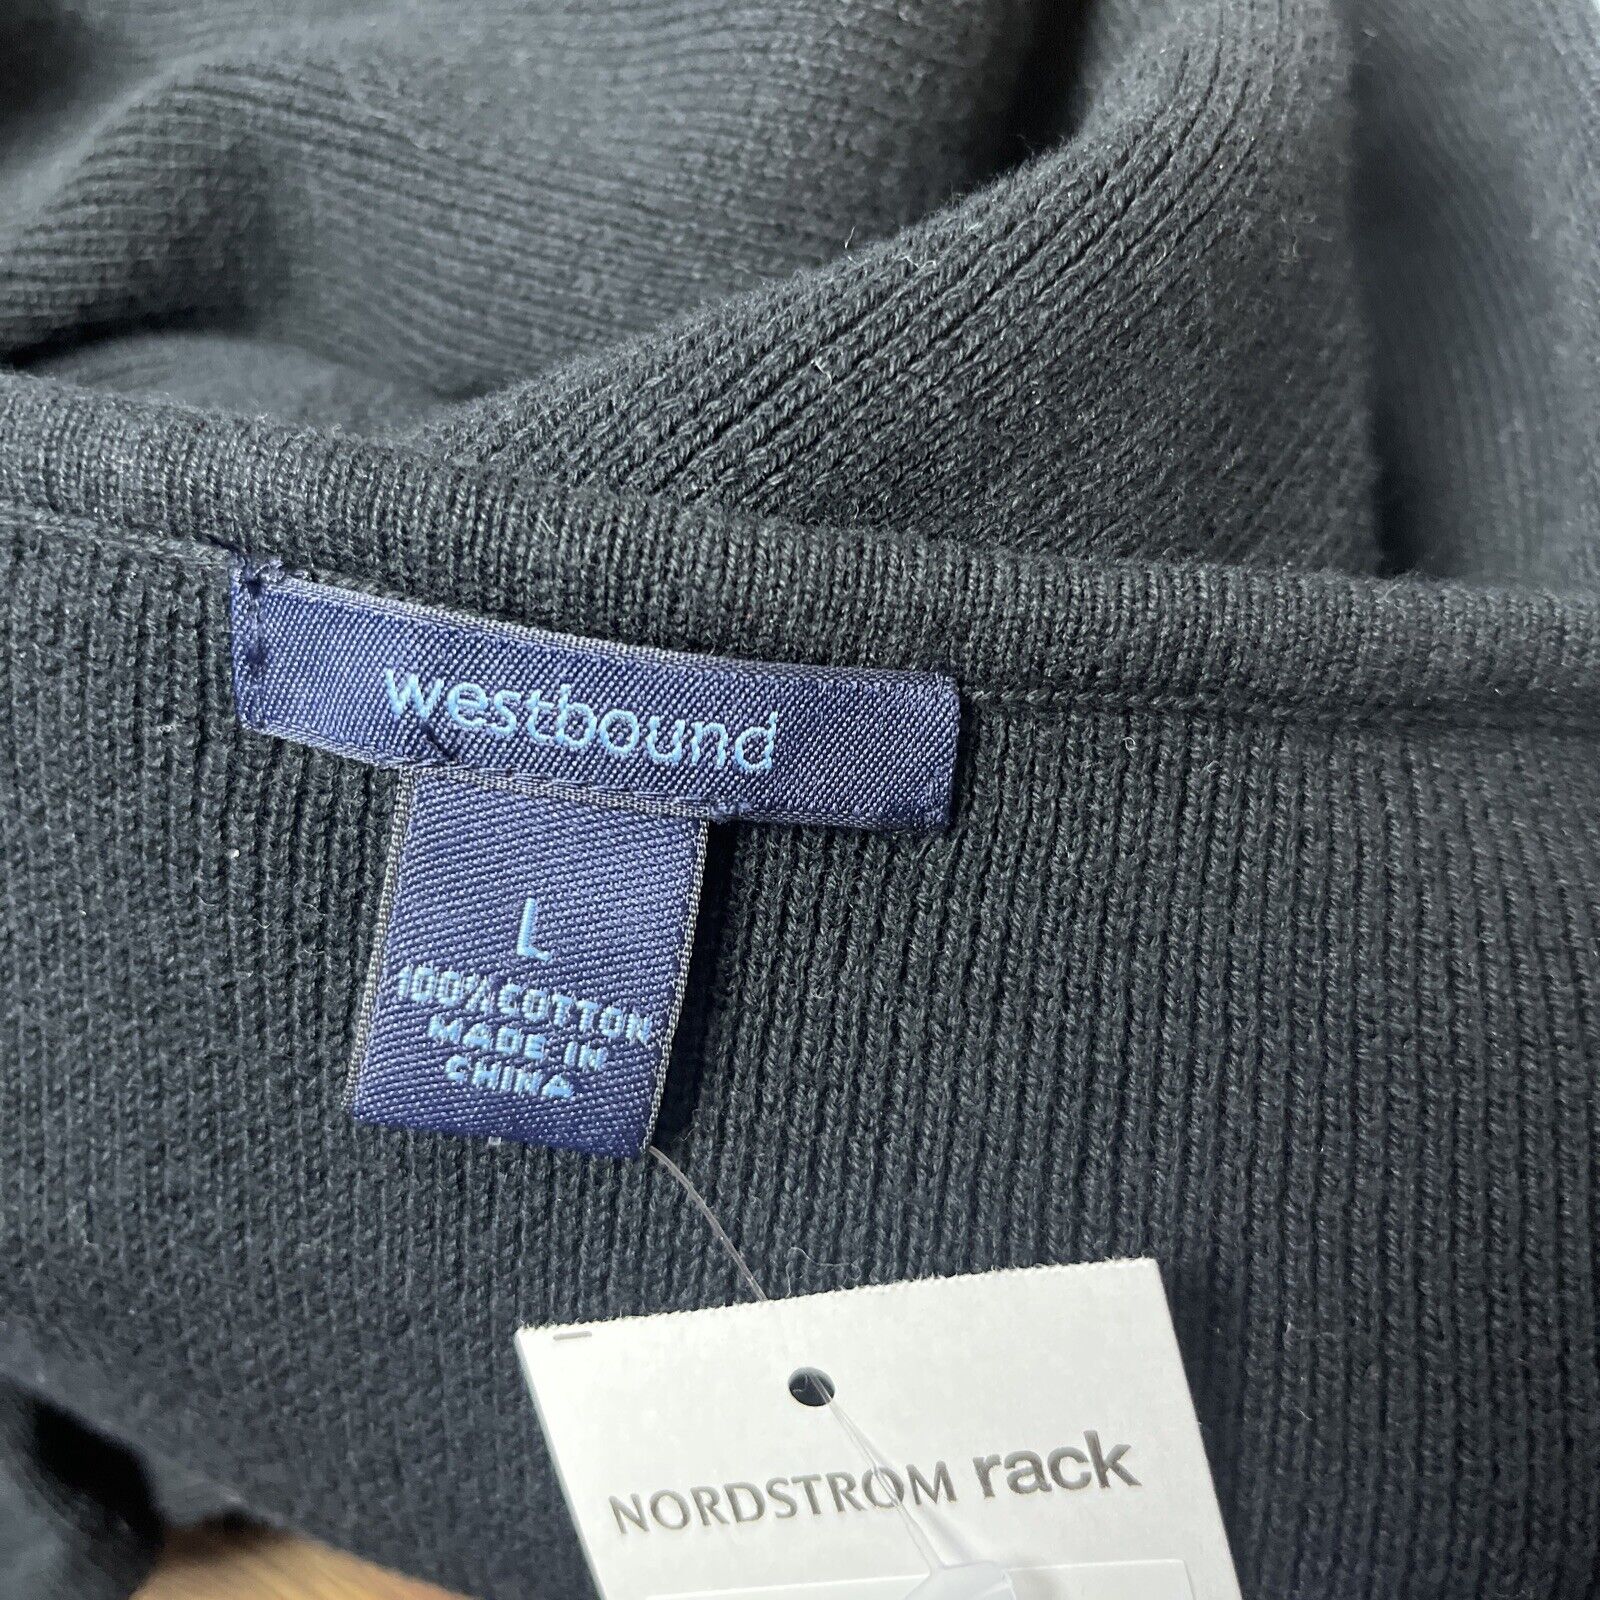 westbound
L
100% COTTON
MADE IN
CHINA
NORDSTROM rack